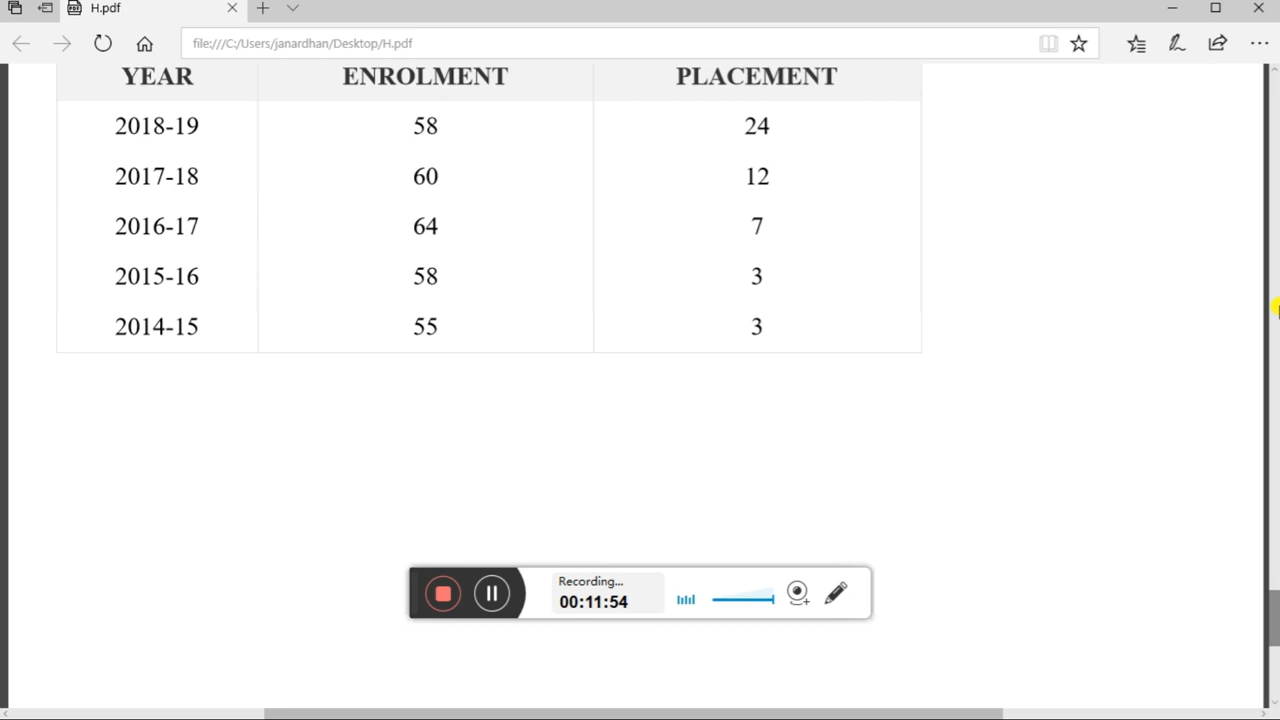 H.pdf
file:///C:/Users/janardhan/Desktop/H.pdf
YEAR ENROLMENT PLACEMENT
2018-19 58 24
2017-18 60 12
2016-17 64 7
2015-16 58 3
2014-15 55 3
Recording...
00:11:54